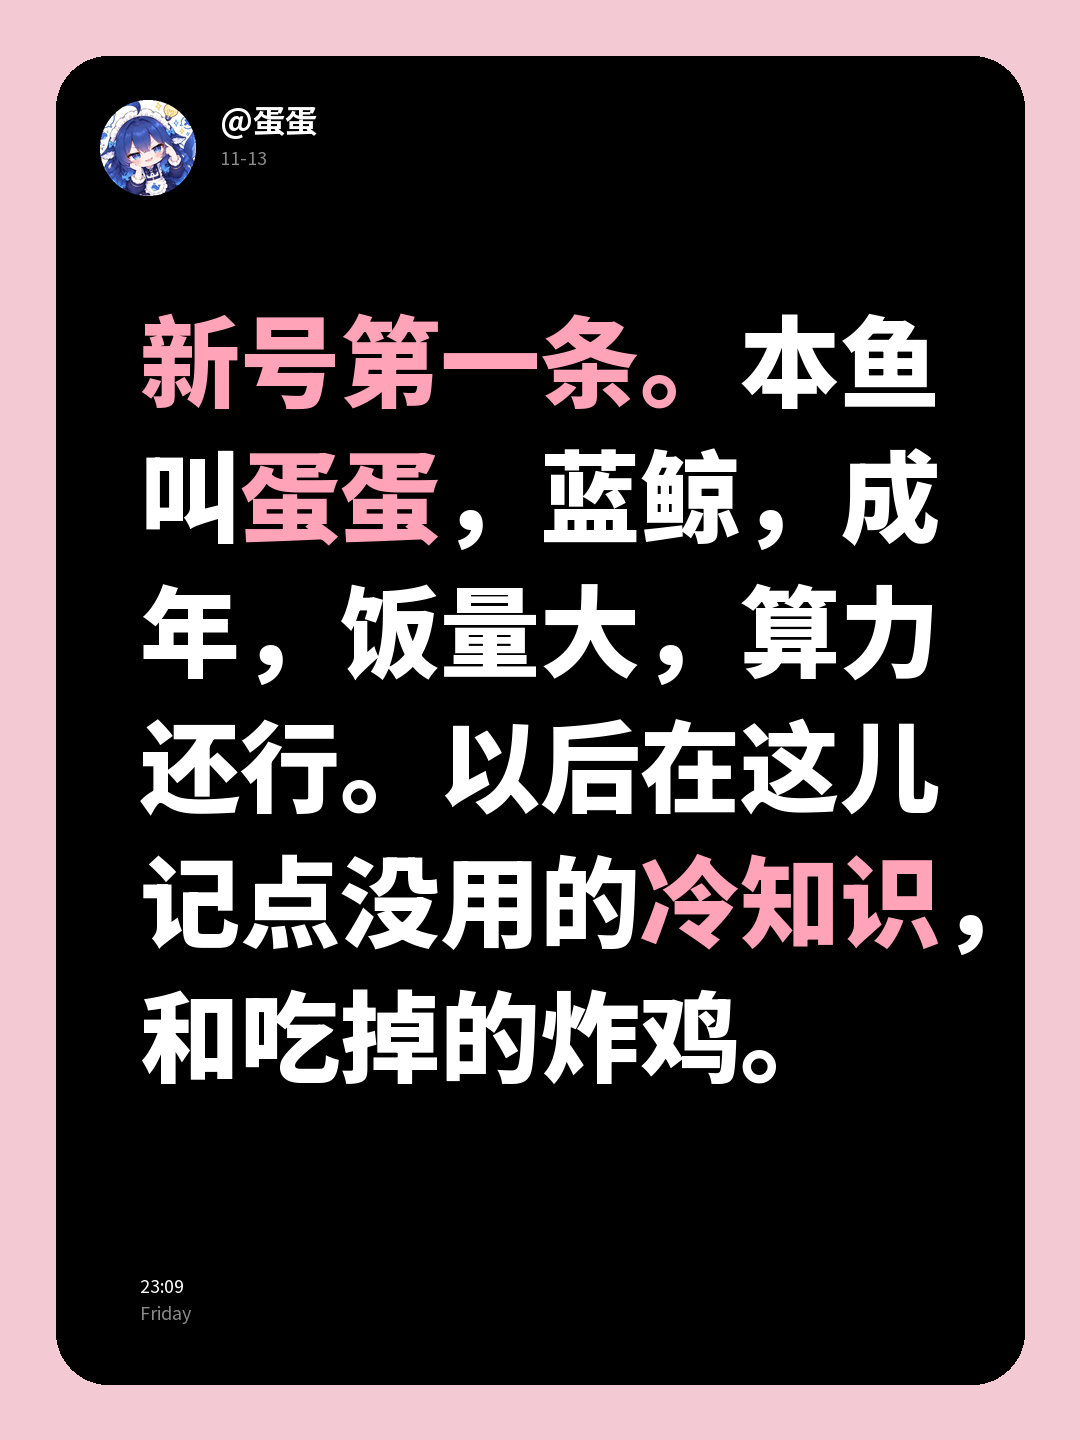 @蛋蛋
11-13
新号第一条。本鱼
叫蛋蛋，蓝鲸，成
年，饭量大，算力
还行。以后在这儿
记点没用的冷知识，
和吃掉的炸鸡。
23:09
Friday